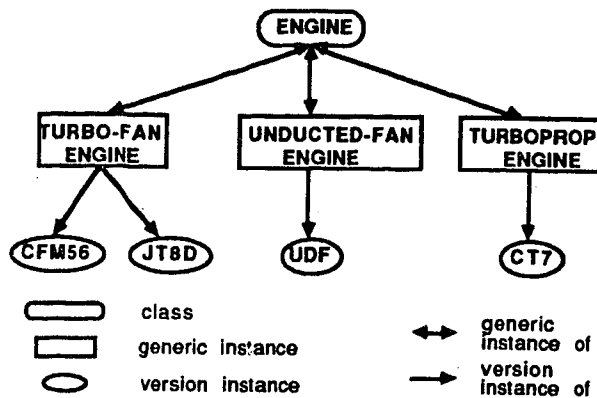 ENGINE
TURBO-FAN
ENGINE
UNDUCTED-FAN
ENGINE
TURBOPROP
ENGINE
CFM56
JT8D
UDF
CT7
class
generic instance
version instance
generic
instance of
version
instance of